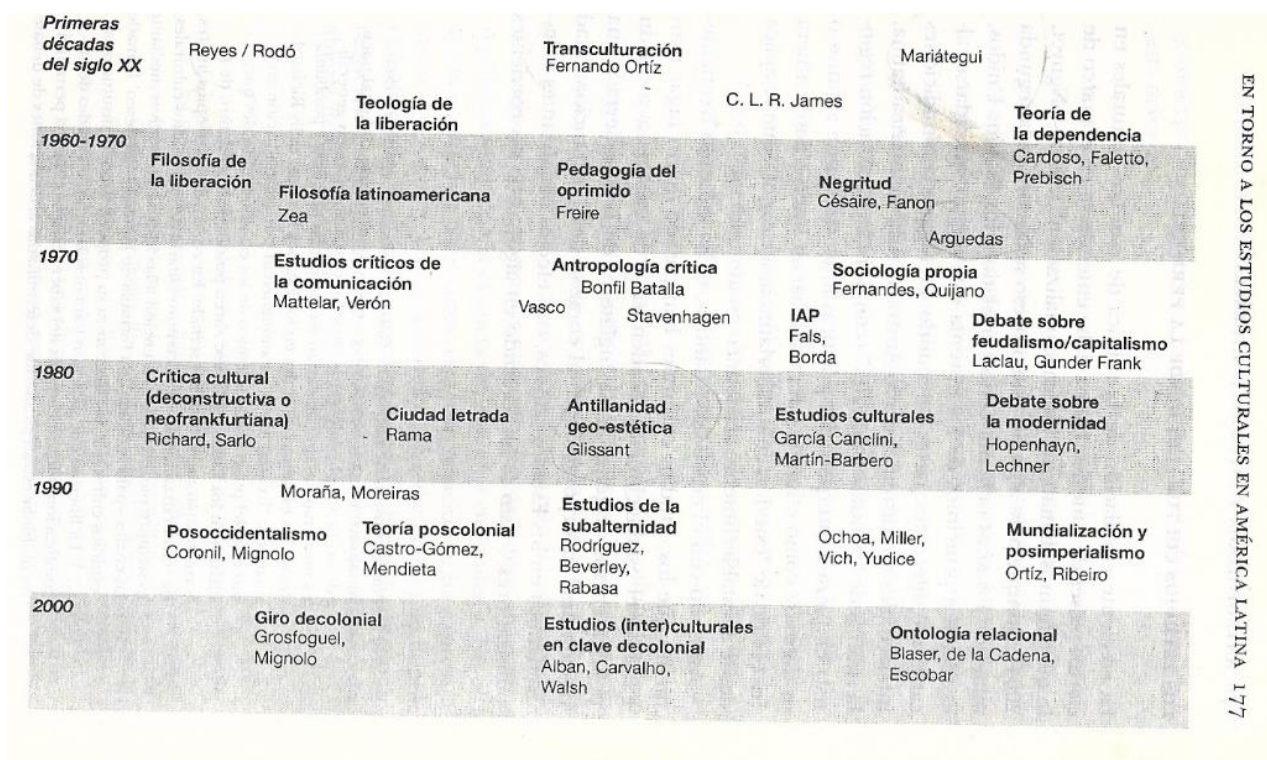 Primeras
décadas
del siglo XX
Reyes / Rodó
Transculturación
Fernando Ortíz
Mariátegui
C. L. R. James
Teología de
la liberación
Teoría de
la dependencia
Cardoso, Faletto,
Prebisch
1960-1970
Filosofía de
la liberación
Filosofía latinoamericana
Zea
Pedagogía del
oprimido
Freire
Negritud
Césaire, Fanon
Arguedas
1970
Estudios críticos de
la comunicación
Mattelar, Verón
Antropología crítica
Bonfil Batalla
Vasco
Stavenhagen
Sociología propia
Fernandes, Quijano
IAP
Fals,
Borda
Debate sobre
feudalismo/capitalismo
Laclau, Gunder Frank
1980
Crítica cultural
(deconstructiva o
neofrankfurtiana)
Richard, Sarlo
Ciudad letrada
Rama
Antillanidad
geo-estética
Glissant
Estudios culturales
García Canclini,
Martín-Barbero
Debate sobre
la modernidad
Hopenhayn,
Lechner
1990
Moraña, Moreiras
Posoccidentalismo
Coronil, Mignolo
Teoría poscolonial
Castro-Gómez,
Mendieta
Estudios de la
subalternidad
Rodríguez,
Beverley,
Rabasa
Ochoa, Miller,
Vich, Yudice
Mundialización y
posimperialismo
Ortíz, Ribeiro
2000
Giro decolonial
Grosfoguel,
Mignolo
Estudios (inter)culturales
en clave decolonial
Alban, Carvalho,
Walsh
Ontología relacional
Blaser, de la Cadena,
Escobar
EN TORNO A LOS ESTUDIOS CULTURALES EN AMÉRICA LATINA 177